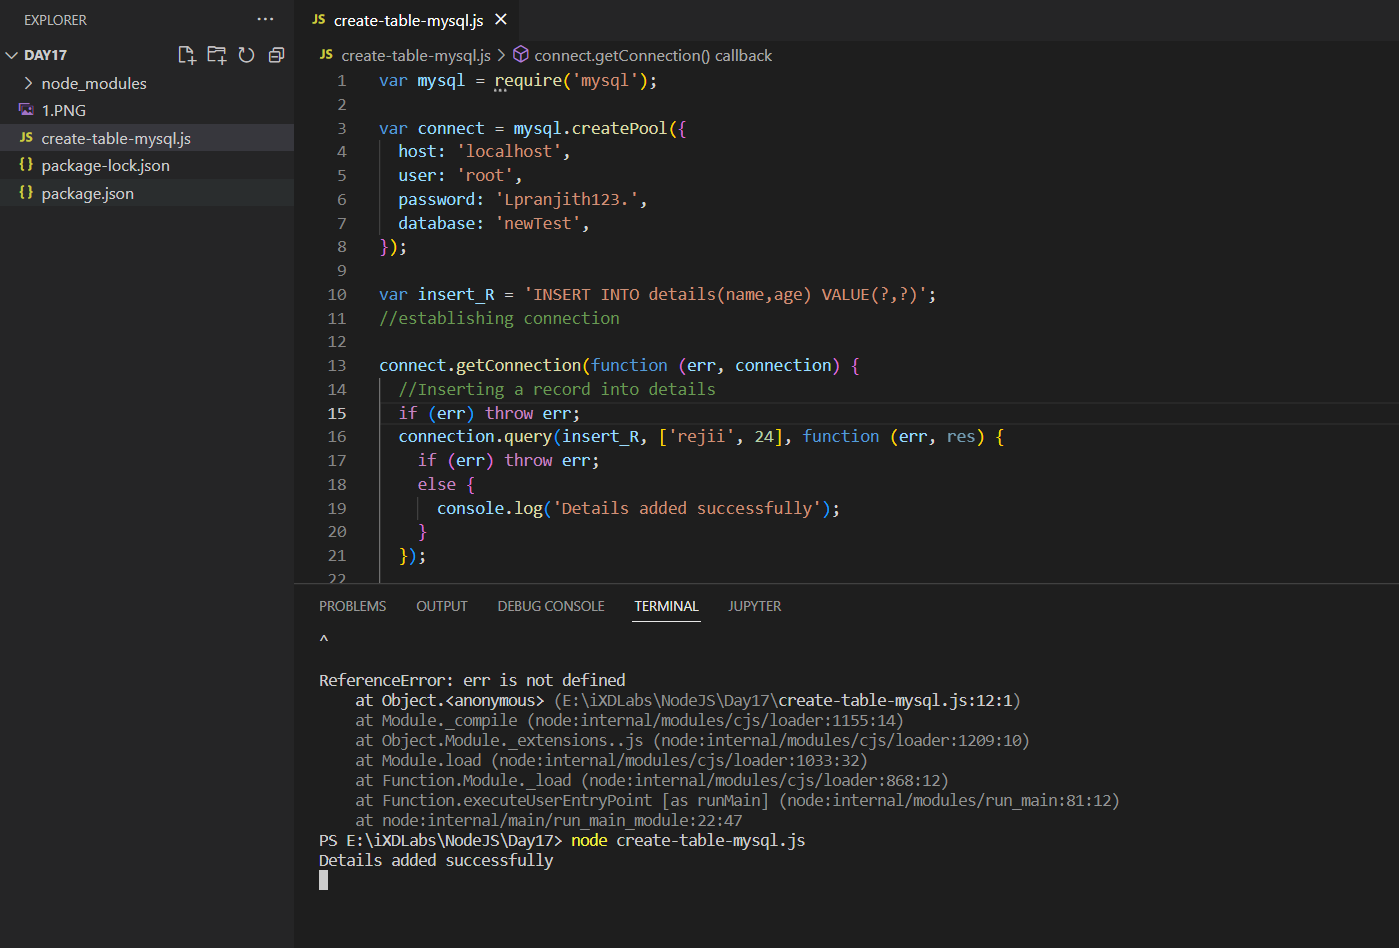 EXPLORER
DAY17
node_modules
1.PNG
JS create-table-mysql.js
{} package-lock.json
{} package.json
JS create-table-mysql.js
JS create-table-mysql.js > connect.getConnection() callback
1 var mysql = require('mysql');
2
3 var connect = mysql.createPool({
4   host: 'localhost',
5   user: 'root',
6   password: 'Lpranjith123.',
7   database: 'newTest',
8 });
9
10 var insert_R = 'INSERT INTO details(name,age) VALUE(?,?)';
11 //establishing connection
12
13 connect.getConnection(function (err, connection) {
14   //Inserting a record into details
15   if (err) throw err;
16   connection.query(insert_R, ['rejii', 24], function (err, res) {
17     if (err) throw err;
18     else {
19       console.log('Details added successfully');
20     }
21   });
22
PROBLEMS OUTPUT DEBUG CONSOLE TERMINAL JUPYTER
^
ReferenceError: err is not defined
    at Object.<anonymous> (E:\iXDLabs\NodeJS\Day17\create-table-mysql.js:12:1)
    at Module._compile (node:internal/modules/cjs/loader:1155:14)
    at Object.Module._extensions..js (node:internal/modules/cjs/loader:1209:10)
    at Module.load (node:internal/modules/cjs/loader:1033:32)
    at Function.Module._load (node:internal/modules/cjs/loader:868:12)
    at Function.executeUserEntryPoint [as runMain] (node:internal/modules/run_main:81:12)
    at node:internal/main/run_main_module:22:47
PS E:\iXDLabs\NodeJS\Day17> node create-table-mysql.js
Details added successfully